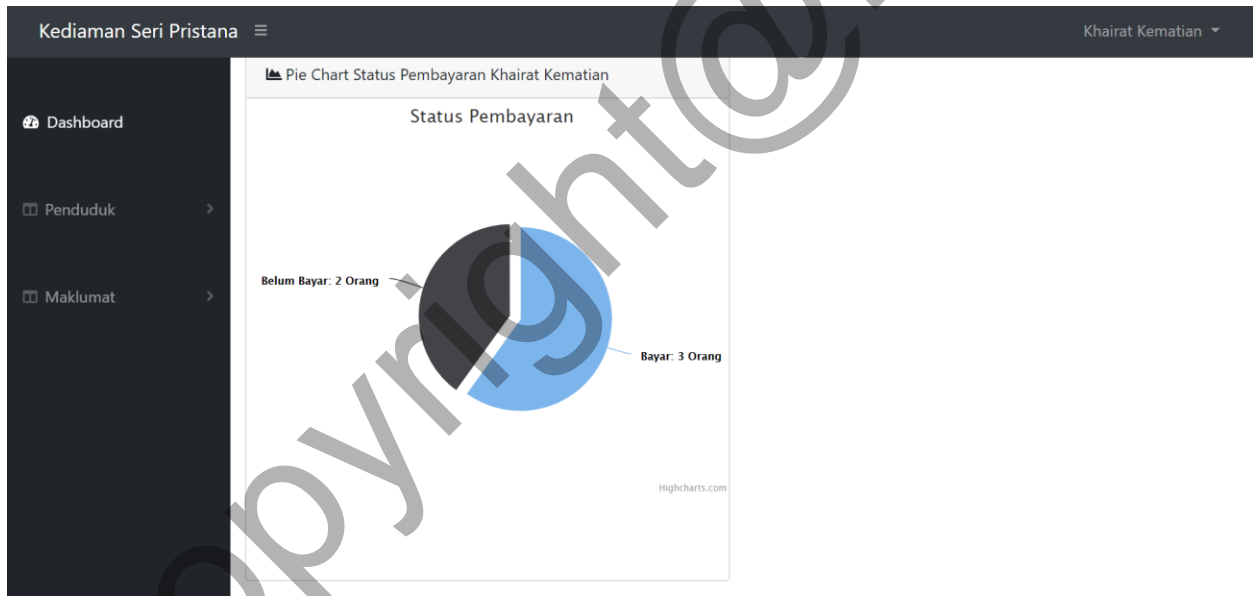 Kediaman Seri Pristana
Khairat Kematian
Pie Chart Status Pembayaran Khairat Kematian
Dashboard
Status Pembayaran
Penduduk
Belum Bayar: 2 Orang
Maklumat
Bayar: 3 Orang
Highcharts.com
opyright@